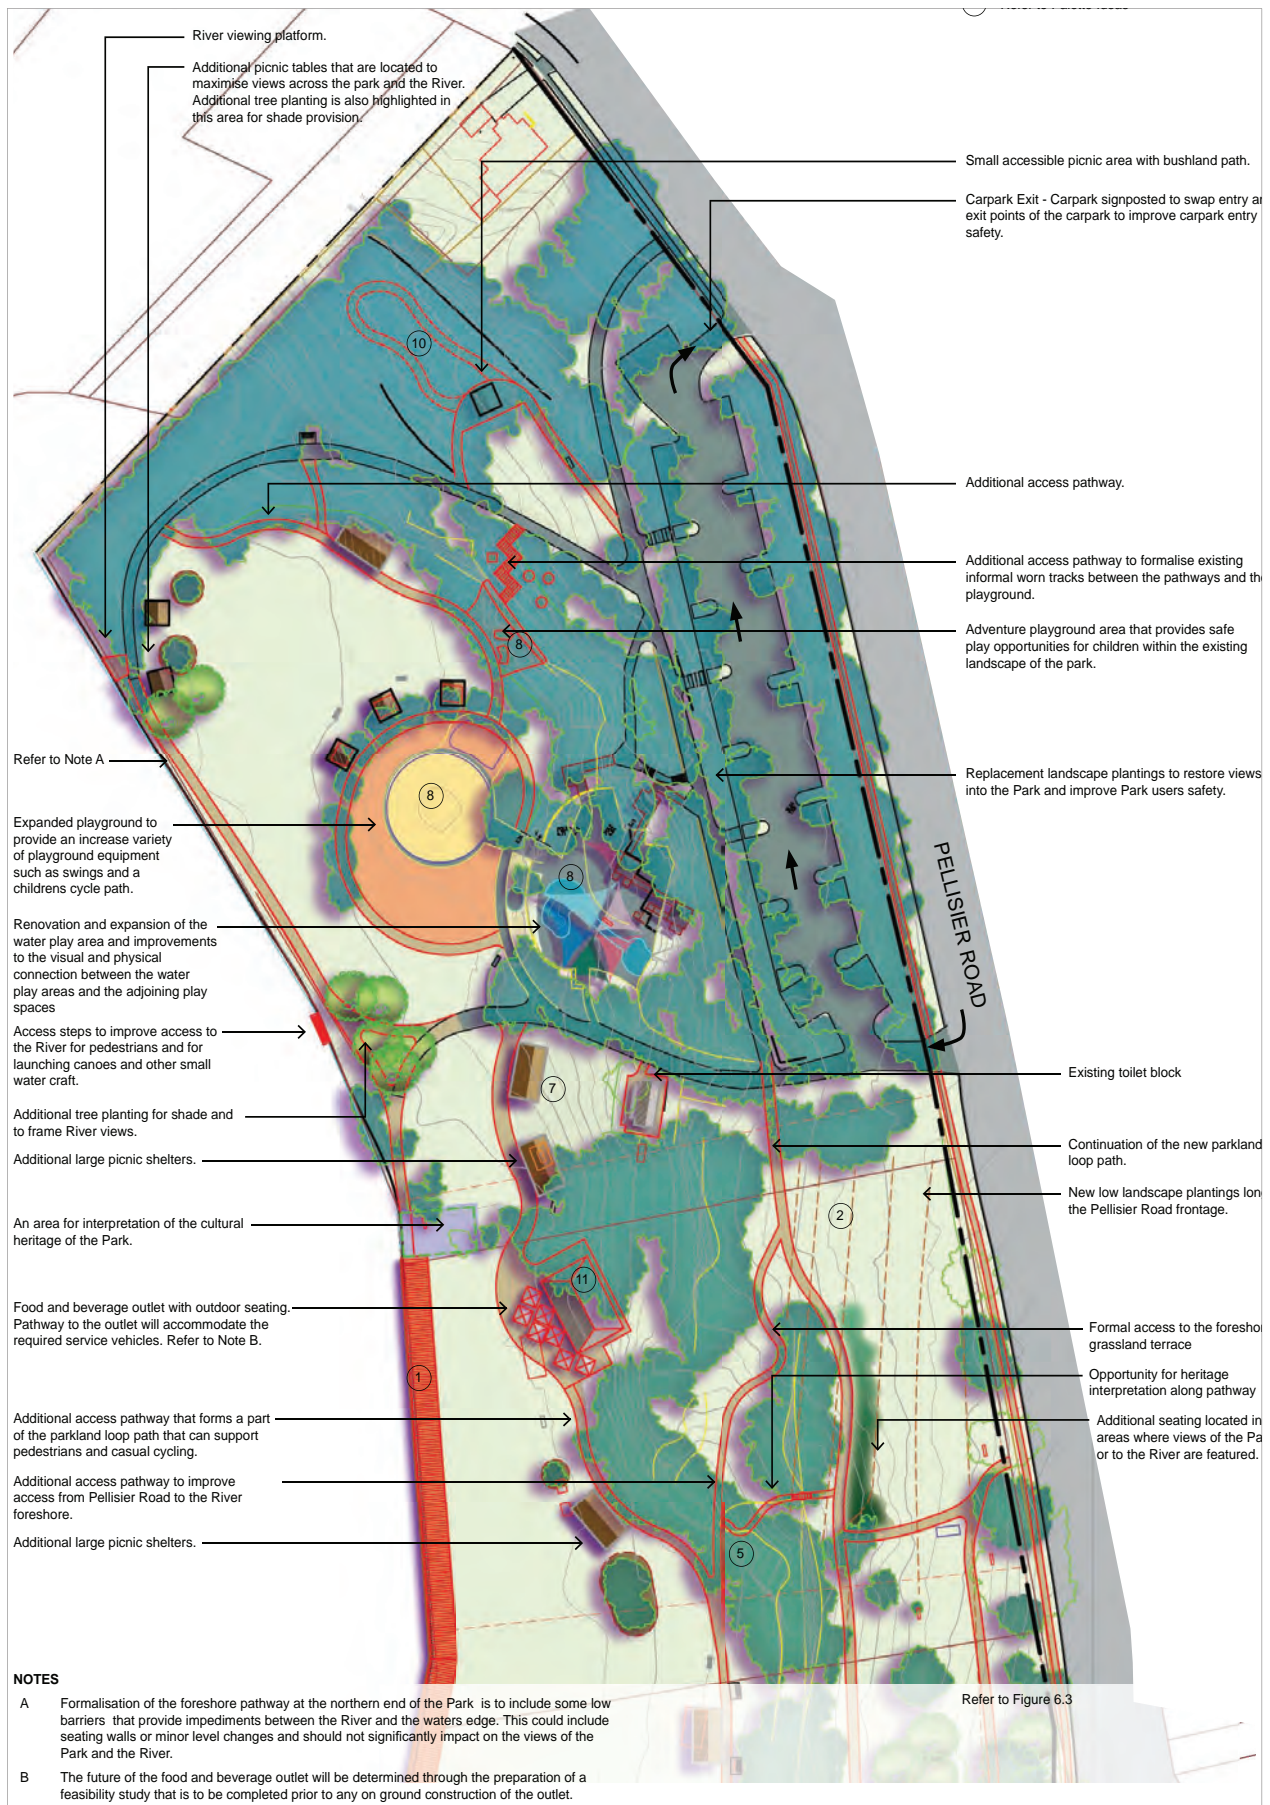 River viewing platform.
Additional picnic tables that are located to
maximise views across the park and the River.
Additional tree planting is also highlighted in
this area for shade provision.
Small accessible picnic area with bushland path.
Carpark Exit - Carpark signposted to swap entry
exit points of the carpark to improve carpark entry
safety.
10
Additional access pathway.
Additional access pathway to formalise existing
informal worn tracks between the pathways and
playground.
8
Adventure playground area that provides safe
play opportunities for children within the existing
landscape of the park.
Refer to Note A
Replacement landscape plantings to restore views
into the Park and improve Park users safety.
8
Expanded playground to
provide an increase variety
of playground equipment
such as swings and a
childrens cycle path.
8
PELLISIER ROAD
Renovation and expansion of the
water play area and improvements
to the visual and physical
connection between the water
play areas and the adjoining play
spaces
Access steps to improve access to
the River for pedestrians and for
launching canoes and other small
water craft.
Existing toilet block
7
Additional tree planting for shade and
to frame River views.
Continuation of the new parkland
loop path.
Additional large picnic shelters.
New low landscape plantings
the Pellisier Road frontage.
2
An area for interpretation of the cultural
heritage of the Park.
11
Food and beverage outlet with outdoor seating.
Pathway to the outlet will accommodate the
required service vehicles. Refer to Note B.
Formal access to the
grassland terrace
1
Opportunity for heritage
interpretation along pathway
Additional access pathway that forms a part
of the parkland loop path that can support
pedestrians and casual cycling.
Additional seating located in
areas where views of the
or to the River are featured.
Additional access pathway to improve
access from Pellisier Road to the River
foreshore.
Additional large picnic shelters.
5
NOTES
A Formalisation of the foreshore pathway at the northern end of the Park is to include some low
barriers that provide impediments between the River and the waters edge. This could include
seating walls or minor level changes and should not significantly impact on the views of the
Park and the River.
Refer to Figure 6.3
B The future of the food and beverage outlet will be determined through the preparation of a
feasibility study that is to be completed prior to any on ground construction of the outlet.